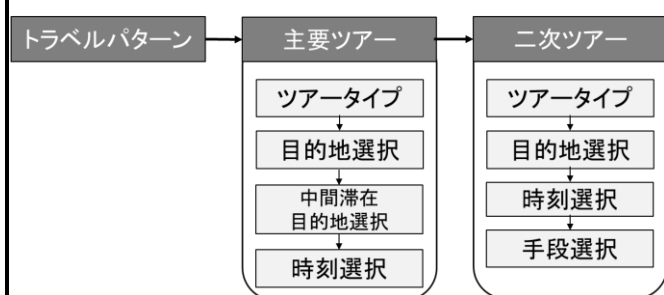 トラベルパターン
主要ツアー
ツアータイプ
目的地選択
中間滞在
目的地選択
時刻選択
二次ツアー
ツアータイプ
目的地選択
時刻選択
手段選択